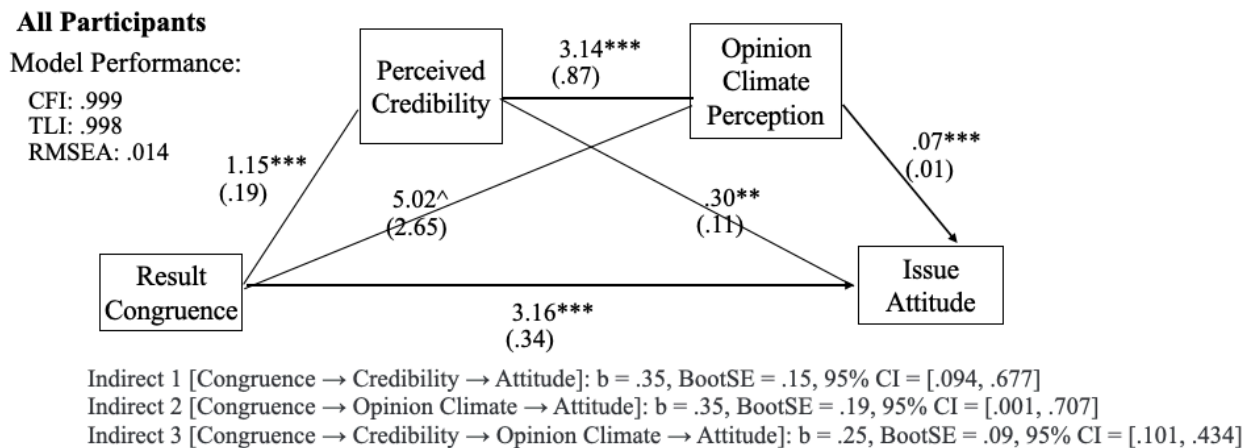 All Participants
Model Performance:
CFI: .999
TLI: .998
RMSEA: .014
Perceived
Credibility
3.14***
(.87)
Opinion
Climate
Perception
1.15***
(.19)
5.02^
(2.65)
.30**
(.11)
.07***
(.01)
Result
Congruence
3.16***
(.34)
Issue
Attitude
Indirect 1 [Congruence → Credibility → Attitude]: b = .35, BootSE = .15, 95% CI = [.094, .677]
Indirect 2 [Congruence → Opinion Climate → Attitude]: b = .35, BootSE = .19, 95% CI = [.001, .707]
Indirect 3 [Congruence → Credibility → Opinion Climate → Attitude]: b = .25, BootSE = .09, 95% CI = [.101, .434]